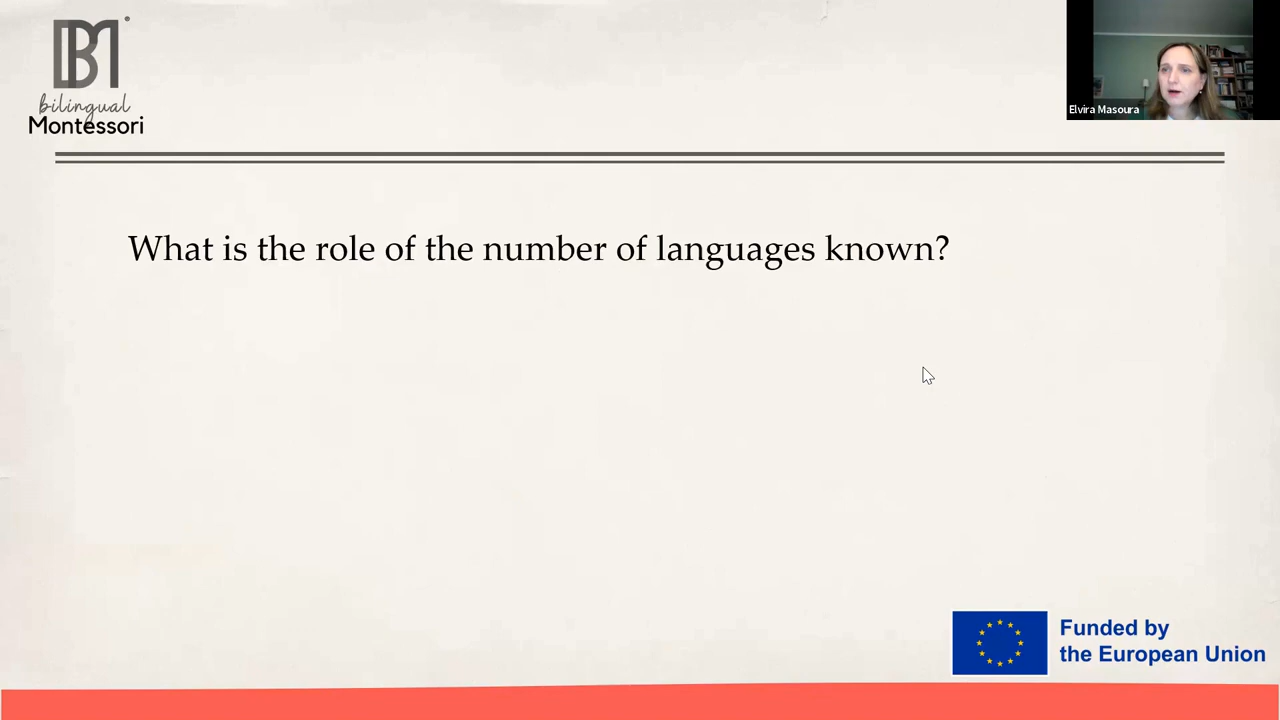 BM
bilingual
Montessori
Elvira Masoura
What is the role of the number of languages known?
Funded by
the European Union